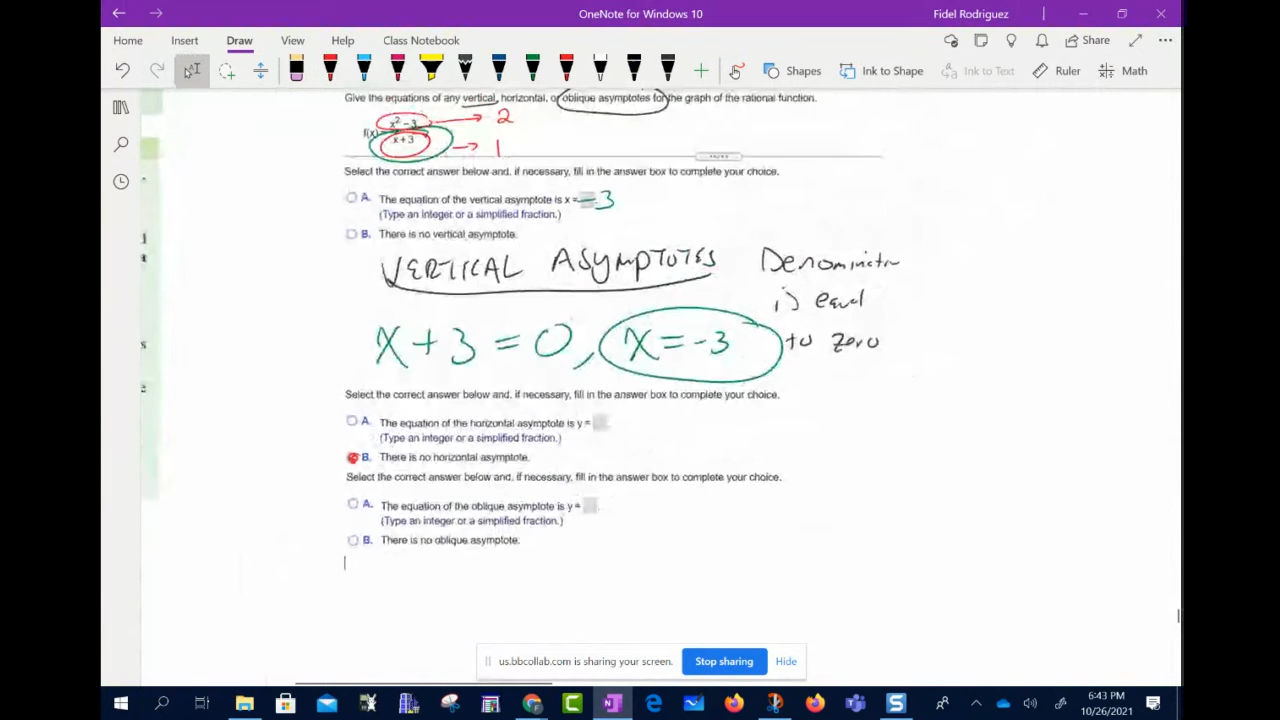 OneNote for Windows 10
Fidel Rodriguez
Home Insert Draw View Help Class Notebook
Share
Shapes Ink to Shape Ink to Text Ruler Math
Give the equations of any vertical, horizontal, or oblique asymptotes for the graph of the rational function.
x² - 3 → 2
f(x)=
x+3 → 1
Select the correct answer below and, if necessary, fill in the answer box to complete your choice.
A. The equation of the vertical asymptote is x = -3
(Type an integer or a simplified fraction.)
B. There is no vertical asymptote.
VERTICAL ASYMPTOTES
Denominator
is equal
to zero
x + 3 = 0, x = -3
Select the correct answer below and, if necessary, fill in the answer box to complete your choice.
A. The equation of the horizontal asymptote is y =
(Type an integer or a simplified fraction.)
B. There is no horizontal asymptote.
Select the correct answer below and, if necessary, fill in the answer box to complete your choice.
A. The equation of the oblique asymptote is y = .
(Type an integer or a simplified fraction.)
B. There is no oblique asymptote.
us.bbcollab.com is sharing your screen. Stop sharing Hide
6:43 PM
10/26/2021